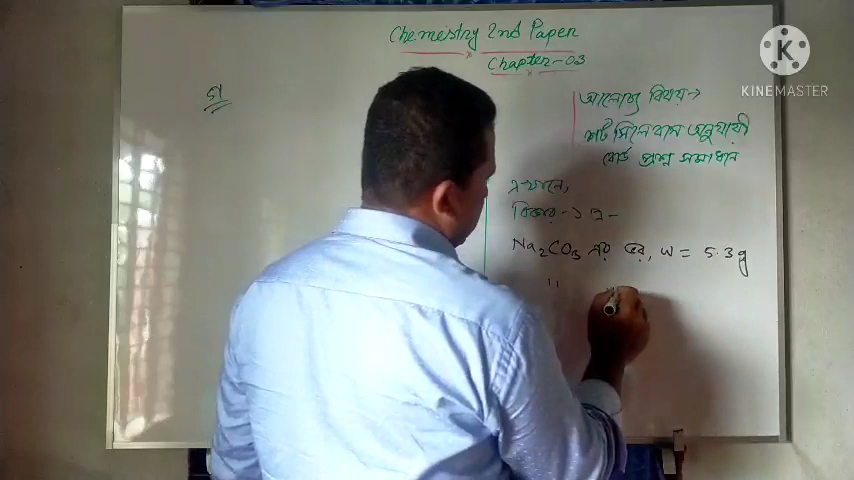 Chemistry 2nd Paper
Chapter-03
গ।
আলোচ্য বিষয়→
শর্ট সিলেবাস অনুযায়ী
বোর্ড প্রশ্ন সমাধান
এখানে,
বিকার-১ এ-
Na₂CO₃ এর ভর, w = 5.3g
"
"
K
KINEMASTER